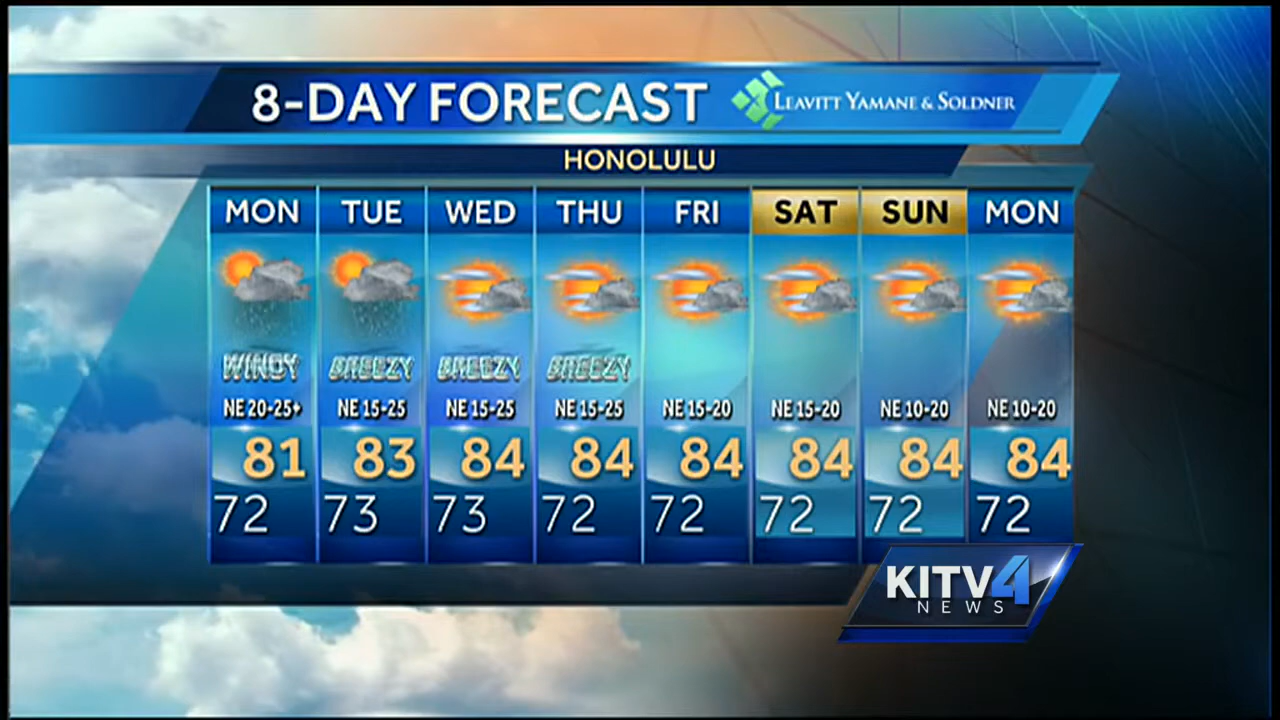 8-DAY FORECAST LEAVITT YAMANE & SOLDNER
HONOLULU
MON TUE WED THU FRI SAT SUN MON
WINDY BREEZY BREEZY BREEZY
NE 20-25+ NE 15-25 NE 15-25 NE 15-25 NE 15-20 NE 15-20 NE 10-20 NE 10-20
81 83 84 84 84 84 84 84
72 73 73 72 72 72 72 72
KITV4
NEWS